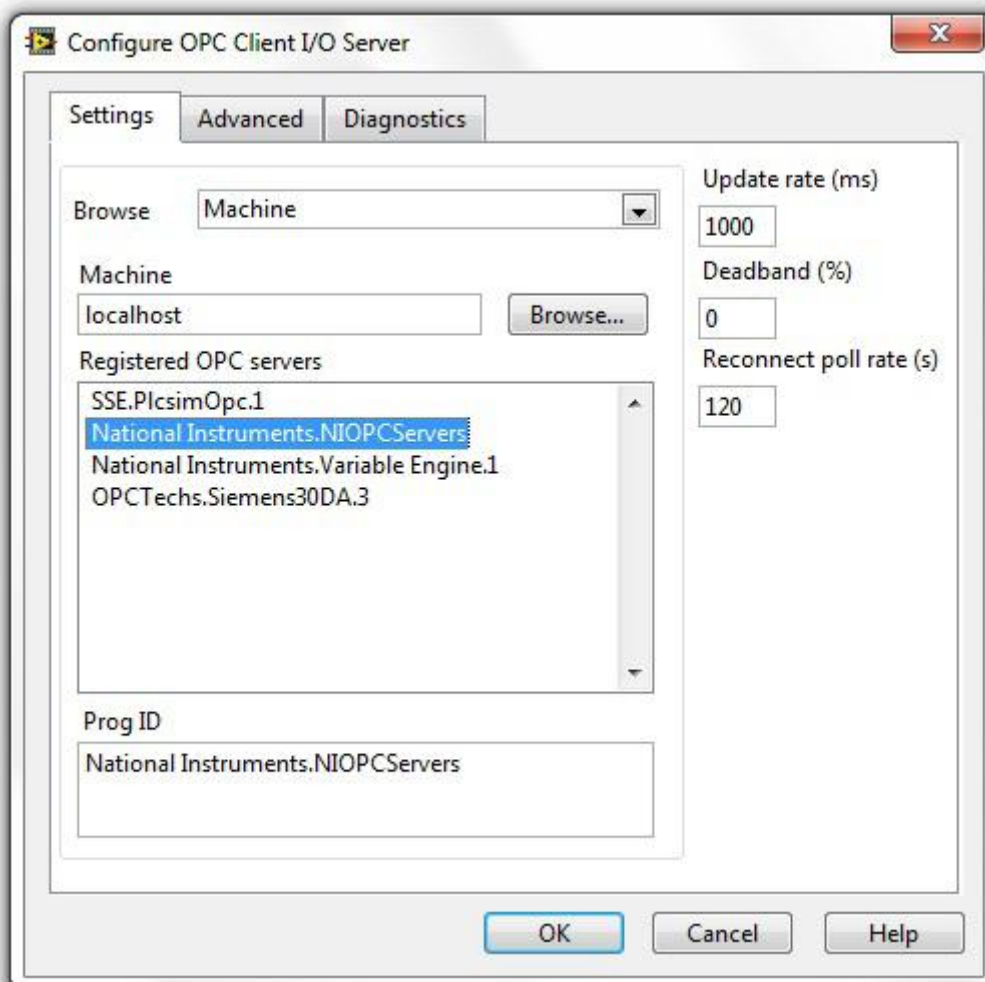 Configure OPC Client I/O Server
Settings
Advanced
Diagnostics
Browse
Machine
Machine
localhost
Browse...
Registered OPC servers
SSE.PlcsimOpc.1
National Instruments.NIOPCServers
National Instruments.Variable Engine.1
OPCTechs.Siemens30DA.3
Prog ID
National Instruments.NIOPCServers
Update rate (ms)
1000
Deadband (%)
0
Reconnect poll rate (s)
120
OK
Cancel
Help